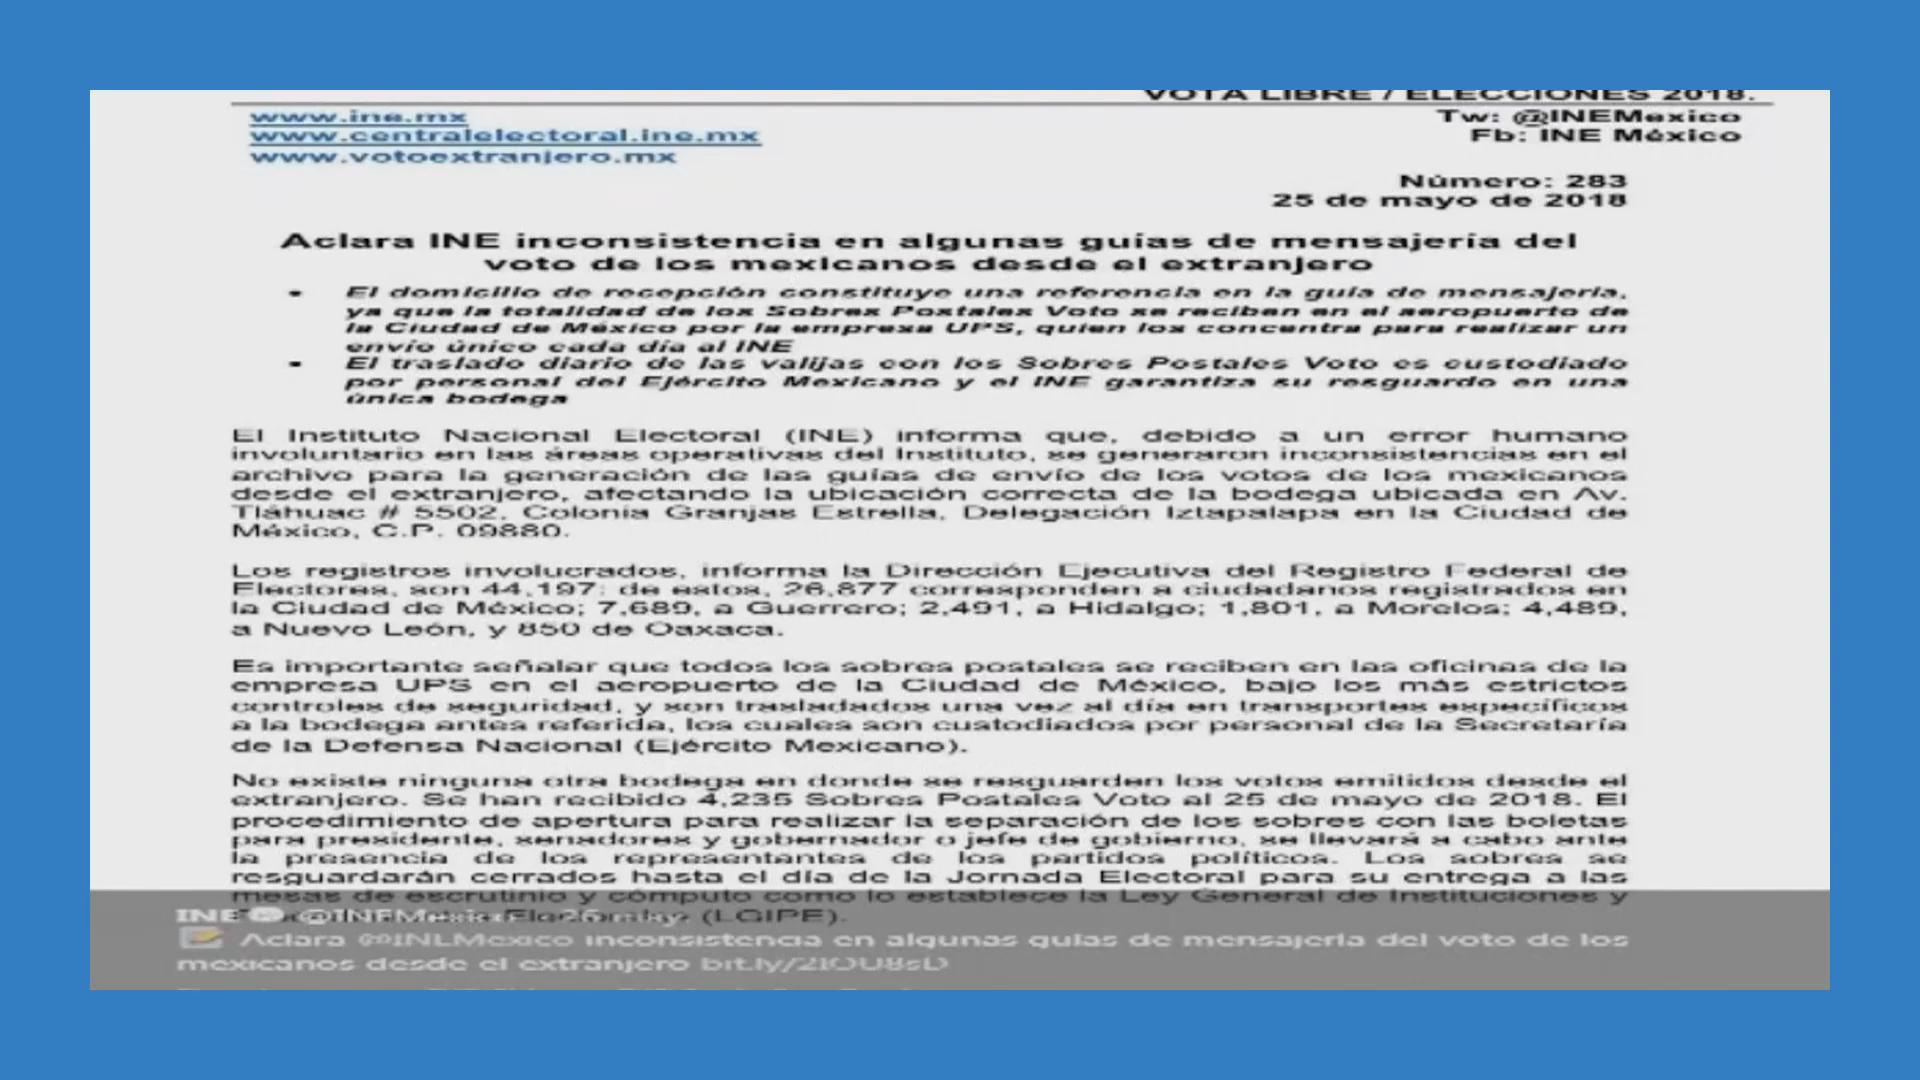 VOTA LIBRE / ELECCIONES 2018.
www.ine.mx
www.centralelectoral.ine.mx
www.votoextranjero.mx
Tw: @INEMexico
Fb: INE México
Número: 283
25 de mayo de 2018
Aclara INE inconsistencia en algunas guías de mensajería del
voto de los mexicanos desde el extranjero
• El domicilio de recepción constituye una referencia en la guía de mensajería,
ya que la totalidad de los Sobres Postales Voto se reciben en el aeropuerto de
la Ciudad de México por la empresa UPS, quien los concentra para realizar un
envío único cada día al INE
• El traslado diario de las valijas con los Sobres Postales Voto es custodiado
por personal del Ejército Mexicano y el INE garantiza su resguardo en una
única bodega
El Instituto Nacional Electoral (INE) informa que, debido a un error humano
involuntario en las áreas operativas del Instituto, se generaron inconsistencias en el
archivo para la generación de las guías de envío de los votos de los mexicanos
desde el extranjero, afectando la ubicación correcta de la bodega ubicada en Av.
Tláhuac # 5502, Colonia Granjas Estrella, Delegación Iztapalapa en la Ciudad de
México, C.P. 09880.
Los registros involucrados, informa la Dirección Ejecutiva del Registro Federal de
Electores, son 44,197; de estos, 26,877 corresponden a ciudadanos registrados en
la Ciudad de México; 7,689, a Guerrero; 2,491, a Hidalgo; 1,801, a Morelos; 4,489,
a Nuevo León, y 850 de Oaxaca.
Es importante señalar que todos los sobres postales se reciben en las oficinas de la
empresa UPS en el aeropuerto de la Ciudad de México, bajo los más estrictos
controles de seguridad, y son trasladados una vez al día en transportes específicos
a la bodega antes referida, los cuales son custodiados por personal de la Secretaría
de la Defensa Nacional (Ejército Mexicano).
No existe ninguna otra bodega en donde se resguarden los votos emitidos desde el
extranjero. Se han recibido 4,235 Sobres Postales Voto al 25 de mayo de 2018. El
procedimiento de apertura para realizar la separación de los sobres con las boletas
para presidente, senadores y gobernador o jefe de gobierno, se llevará a cabo ante
la presencia de los representantes de los partidos políticos. Los sobres se
resguardarán cerrados hasta el día de la Jornada Electoral para su entrega a las
mesas de escrutinio y cómputo como lo establece la Ley General de Instituciones y
(LGIPE).
INE @INEMexico
Aclara @INEMexico inconsistencia en algunas guías de mensajería del voto de los
mexicanos desde el extranjero